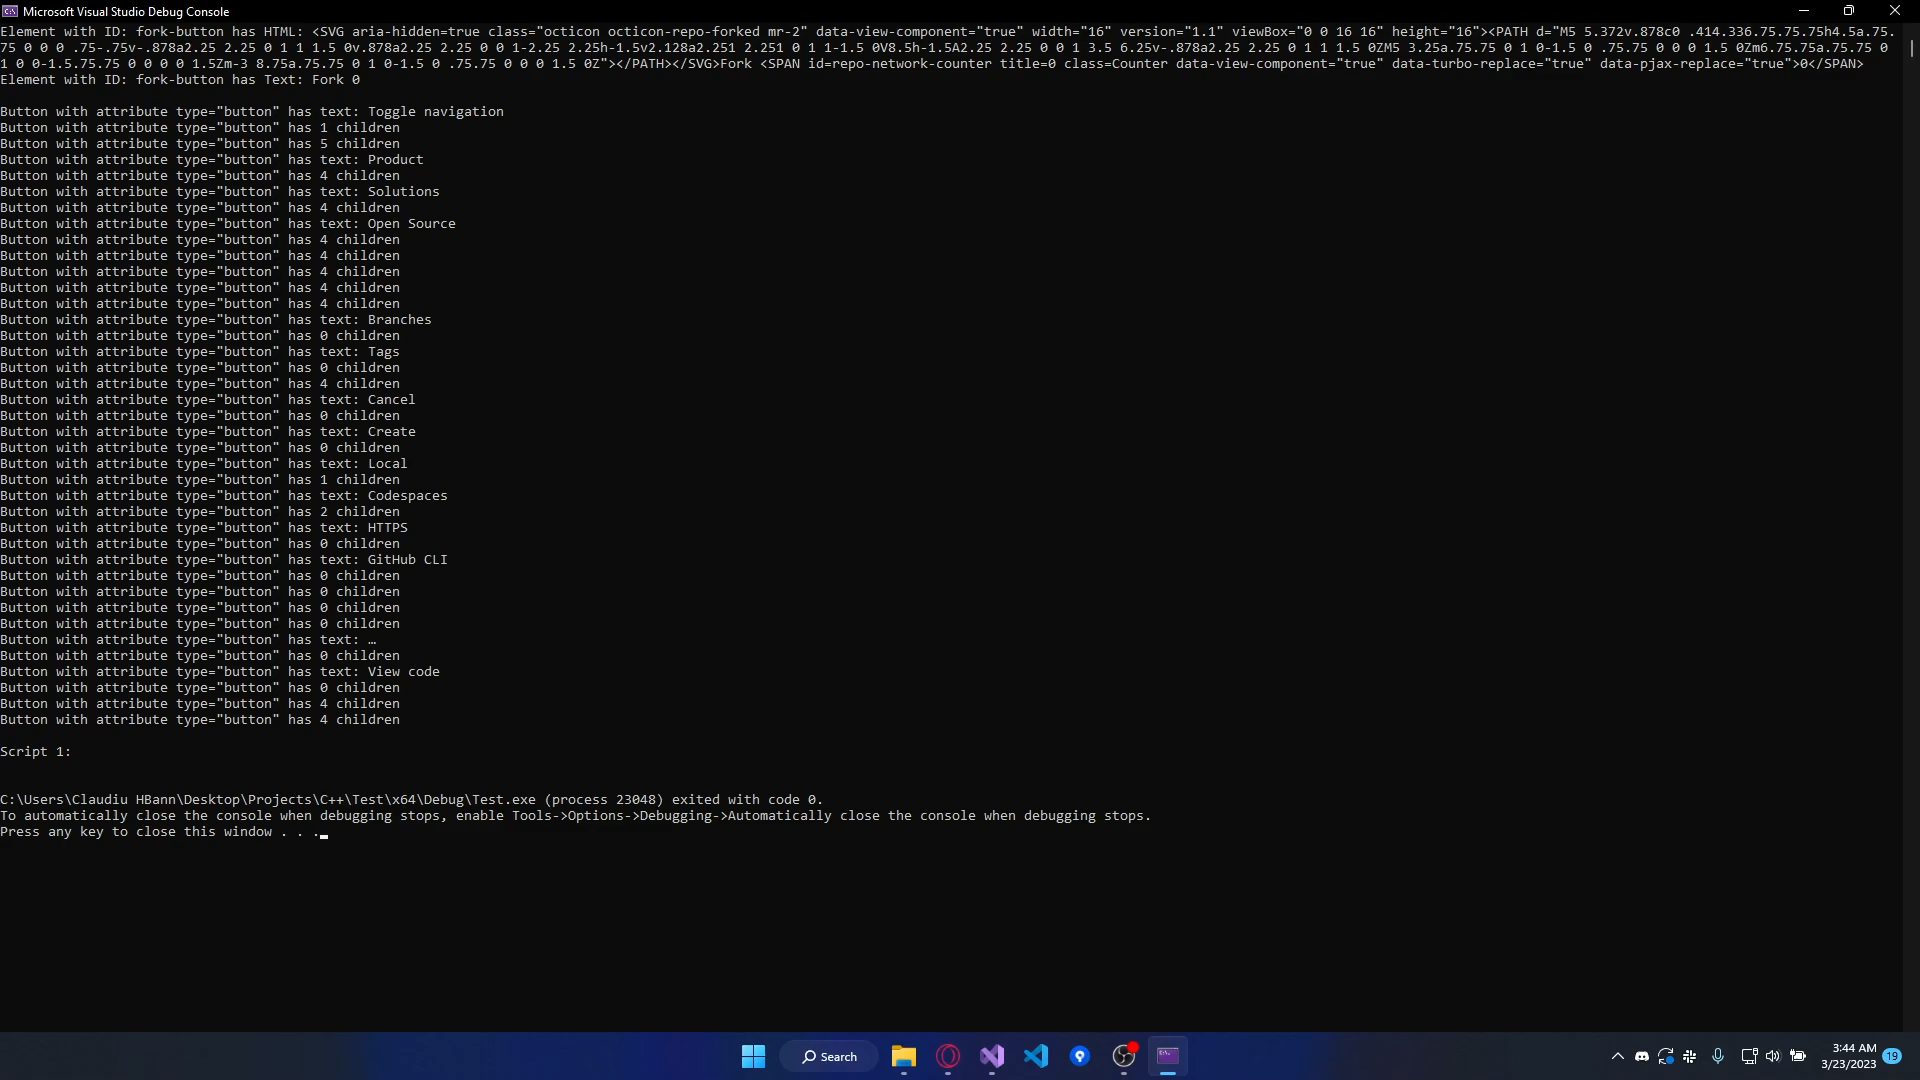 Microsoft Visual Studio Debug Console
Element with ID: fork-button has HTML: <SVG aria-hidden=true class="octicon octicon-repo-forked mr-2" data-view-component="true" width="16" version="1.1" viewBox="0 0 16 16" height="16"><PATH d="M5 5.372v.878c0 .414.336.75.75.75h4.5a.75.
75 0 0 0 .75-.75v-.878a2.25 2.25 0 1 1 1.5 0v.878a2.25 2.25 0 0 1-2.25 2.25h-1.5v2.128a2.251 2.251 0 1 1-1.5 0V8.5h-1.5A2.25 2.25 0 0 1 3.5 6.25v-.878a2.25 2.25 0 1 1 1.5 0ZM5 3.25a.75.75 0 1 0-1.5 0 .75.75 0 0 0 1.5 0Zm6.75.75a.75.75 0
1 0 0-1.5.75.75 0 0 0 0 1.5Zm-3 8.75a.75.75 0 1 0-1.5 0 .75.75 0 0 0 1.5 0Z"></PATH></SVG>Fork <SPAN id=repo-network-counter title=0 class=Counter data-view-component="true" data-turbo-replace="true" data-pjax-replace="true">0</SPAN>
Element with ID: fork-button has Text: Fork 0
Button with attribute type="button" has text: Toggle navigation
Button with attribute type="button" has 1 children
Button with attribute type="button" has 5 children
Button with attribute type="button" has text: Product
Button with attribute type="button" has 4 children
Button with attribute type="button" has text: Solutions
Button with attribute type="button" has 4 children
Button with attribute type="button" has text: Open Source
Button with attribute type="button" has 4 children
Button with attribute type="button" has 4 children
Button with attribute type="button" has 4 children
Button with attribute type="button" has 4 children
Button with attribute type="button" has 4 children
Button with attribute type="button" has text: Branches
Button with attribute type="button" has 0 children
Button with attribute type="button" has text: Tags
Button with attribute type="button" has 0 children
Button with attribute type="button" has 4 children
Button with attribute type="button" has text: Cancel
Button with attribute type="button" has 0 children
Button with attribute type="button" has text: Create
Button with attribute type="button" has 0 children
Button with attribute type="button" has text: Local
Button with attribute type="button" has 1 children
Button with attribute type="button" has text: Codespaces
Button with attribute type="button" has 2 children
Button with attribute type="button" has text: HTTPS
Button with attribute type="button" has 0 children
Button with attribute type="button" has text: GitHub CLI
Button with attribute type="button" has 0 children
Button with attribute type="button" has 0 children
Button with attribute type="button" has 0 children
Button with attribute type="button" has 0 children
Button with attribute type="button" has text: …
Button with attribute type="button" has 0 children
Button with attribute type="button" has text: View code
Button with attribute type="button" has 0 children
Button with attribute type="button" has 4 children
Button with attribute type="button" has 4 children
Script 1:
C:\Users\Claudiu HBann\Desktop\Projects\C++\Test\x64\Debug\Test.exe (process 23048) exited with code 0.
To automatically close the console when debugging stops, enable Tools->Options->Debugging->Automatically close the console when debugging stops.
Press any key to close this window . . .
Search
3:44 AM
3/23/2023
19